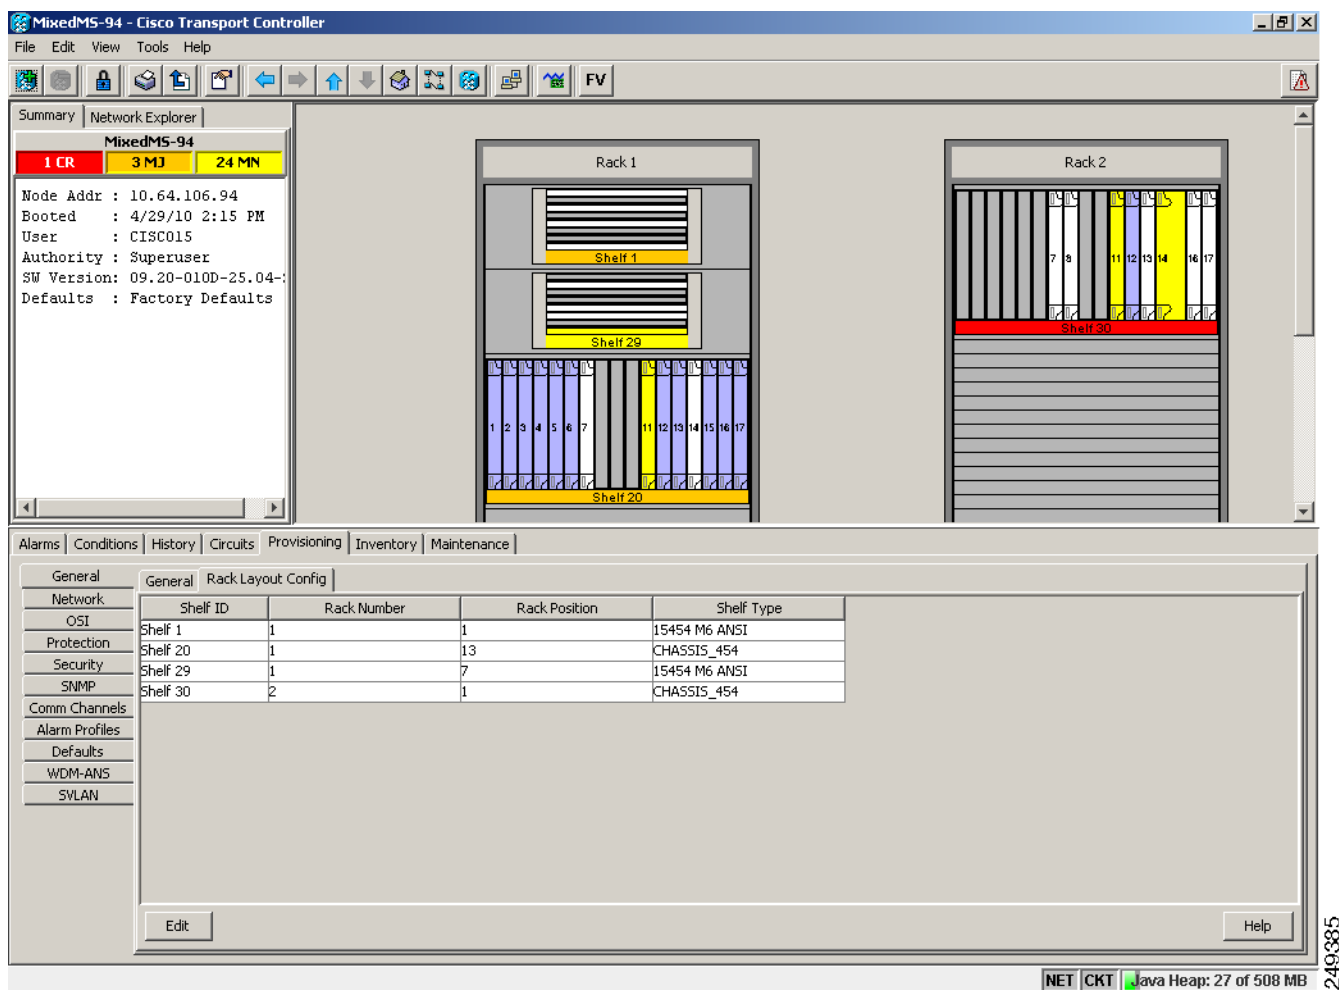 MixedMS-94 - Cisco Transport Controller
File Edit View Tools Help
FV
Summary Network Explorer
MixedMS-94
1 CR 3 MJ 24 MN
Node Addr : 10.64.106.94
Booted : 4/29/10 2:15 PM
User : CISCO15
Authority : Superuser
SW Version: 09.20-010D-25.04-
Defaults : Factory Defaults
Rack 1
Shelf 1
Shelf 29
1 2 3 4 5 6 7 11 12 13 14 15 16 17
Shelf 20
Rack 2
7 8 11 12 13 14 16 17
Shelf 30
Alarms Conditions History Circuits Provisioning Inventory Maintenance
General
Network
OSI
Protection
Security
SNMP
Comm Channels
Alarm Profiles
Defaults
WDM-ANS
SVLAN
General Rack Layout Config
Shelf ID Rack Number Rack Position Shelf Type
Shelf 1 1 1 15454 M6 ANSI
Shelf 20 1 13 CHASSIS_454
Shelf 29 1 7 15454 M6 ANSI
Shelf 30 2 1 CHASSIS_454
Edit Help
NET CKT Java Heap: 27 of 508 MB
249385